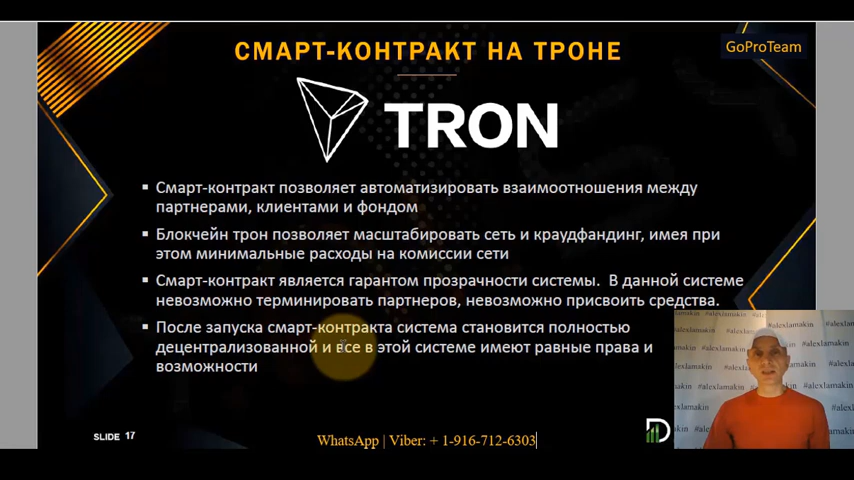 СМАРТ-КОНТРАКТ НА ТРОНЕ
GoProTeam
TRON
▪ Смарт-контракт позволяет автоматизировать взаимоотношения между
партнерами, клиентами и фондом
▪ Блокчейн трон позволяет масштабировать сеть и краудфандинг, имея при
этом минимальные расходы на комиссии сети
▪ Смарт-контракт является гарантом прозрачности системы. В данной системе
невозможно терминировать партнеров, невозможно присвоить средства.
▪ После запуска смарт-контракта система становится полностью
децентрализованной и все в этой системе имеют равные права и
возможности
SLIDE 17
WhatsApp | Viber: + 1-916-712-6303
#alexlamakin